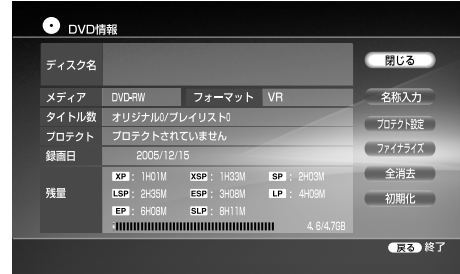 DVD情報
ディスク名
閉じる
メディア DVD-RW フォーマット VR
名称入力
タイトル数 オリジナル0/プレイリスト0
プロテクト プロテクトされていません
プロテクト設定
録画日 2005/12/15
ファイナライズ
残量
XP : 1H01M XSP : 1H33M SP : 2H03M
全消去
LSP : 2H35M ESP : 3H08M LP : 4H09M
初期化
EP : 6H08M SLP : 8H11M
4.6/4.7GB
戻る 終了